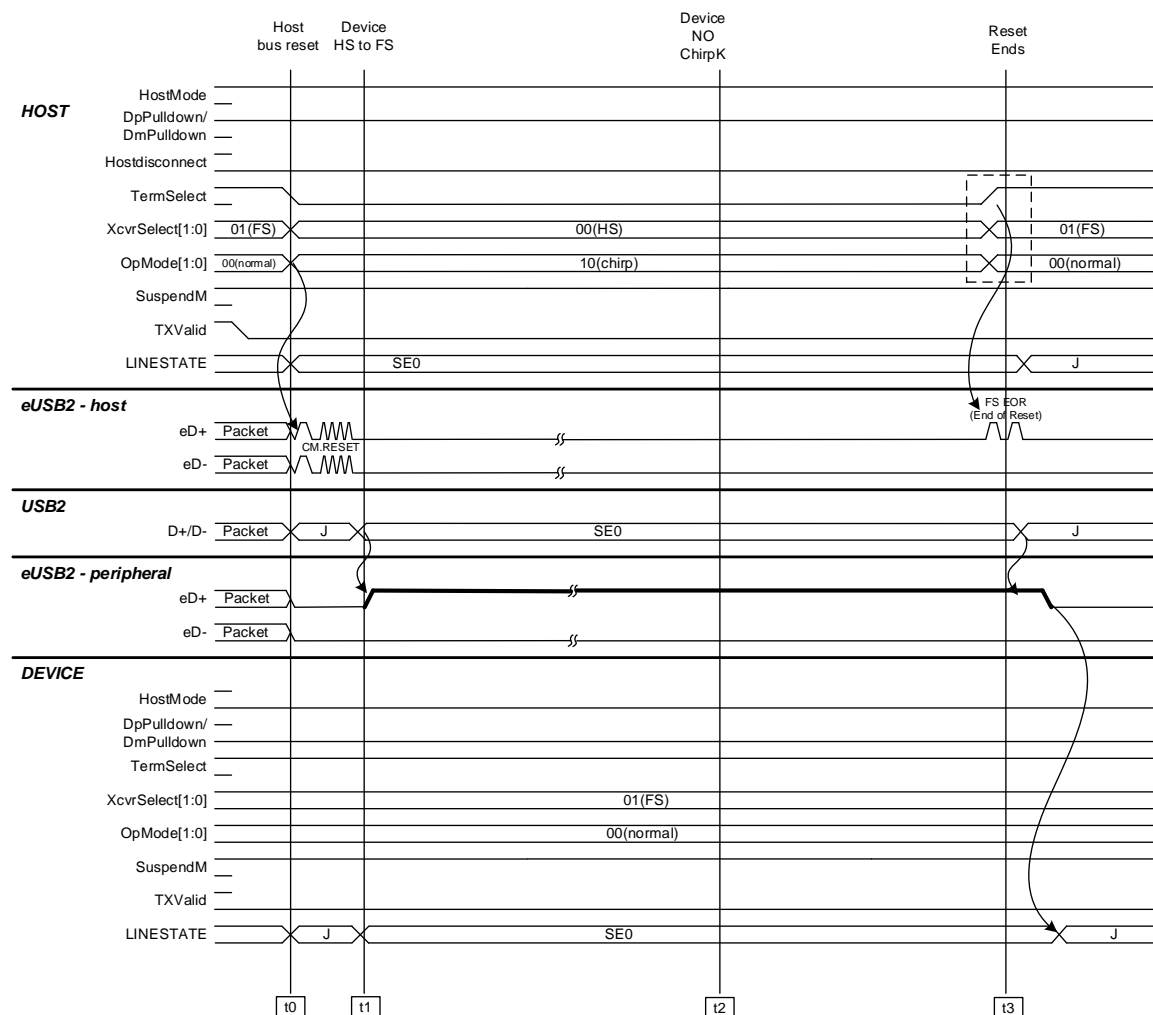 Host
bus reset
Device
HS to FS
Device
NO
ChirpK
Reset
Ends
HOST
HostMode
DpPulldown/
DmPulldown
Hostdisconnect
TermSelect
XcvrSelect[1:0] 01(FS) 00(HS) 01(FS)
OpMode[1:0] 00(normal) 10(chirp) 00(normal)
SuspendM
TXValid
LINESTATE SE0 J
eUSB2 - host
FS EOR
(End of Reset)
eD+ Packet
CM.RESET
eD- Packet
USB2
D+/D- Packet J SE0 J
eUSB2 - peripheral
eD+ Packet
eD- Packet
DEVICE
HostMode
DpPulldown/
DmPulldown
TermSelect
XcvrSelect[1:0] 01(FS)
OpMode[1:0] 00(normal)
SuspendM
TXValid
LINESTATE J SE0 J
t0 t1 t2 t3